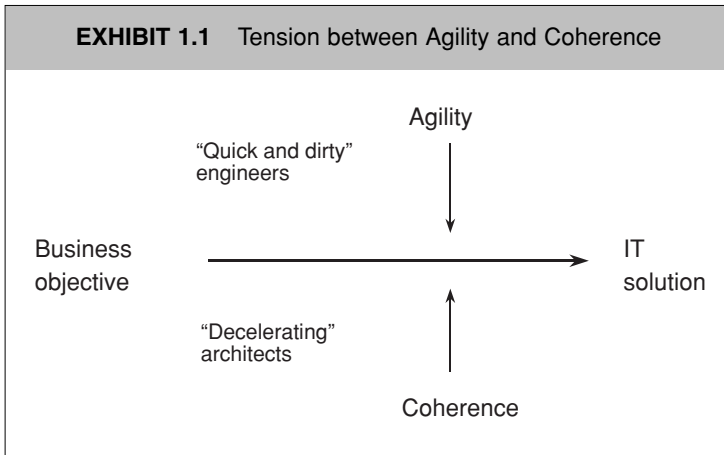 EXHIBIT 1.1 Tension between Agility and Coherence
Agility
“Quick and dirty”
engineers
Business
objective
IT
solution
“Decelerating”
architects
Coherence